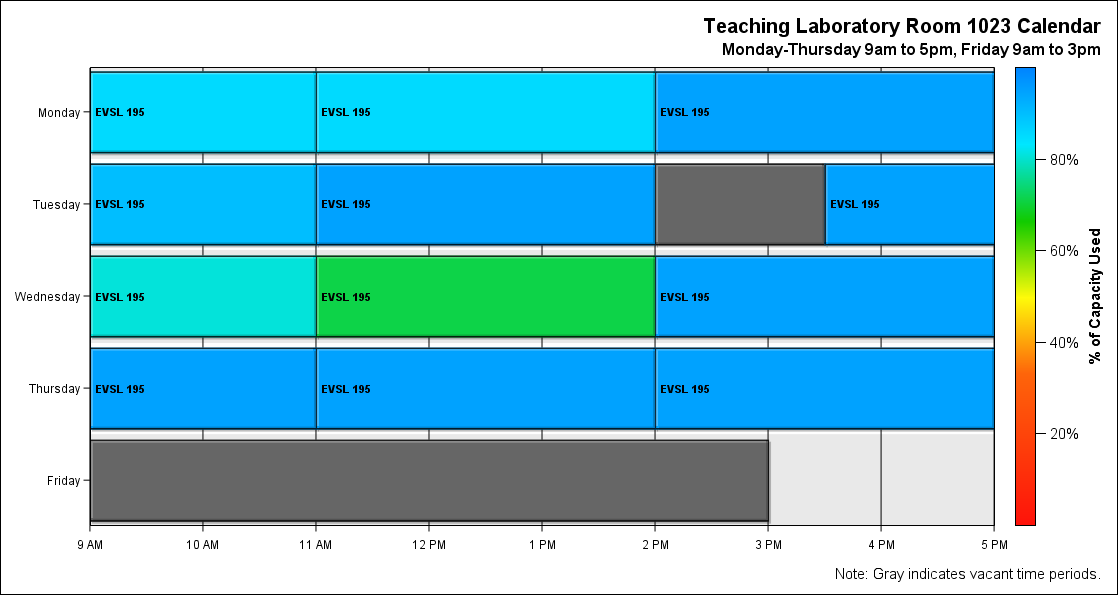 Teaching Laboratory Room 1023 Calendar
Monday-Thursday 9am to 5pm, Friday 9am to 3pm
Monday
EVSL 195
EVSL 195
EVSL 195
Tuesday
EVSL 195
EVSL 195
EVSL 195
Wednesday
EVSL 195
EVSL 195
EVSL 195
Thursday
EVSL 195
EVSL 195
EVSL 195
Friday
9 AM
10 AM
11 AM
12 PM
1 PM
2 PM
3 PM
4 PM
5 PM
80%
60%
40%
20%
% of Capacity Used
Note: Gray indicates vacant time periods.